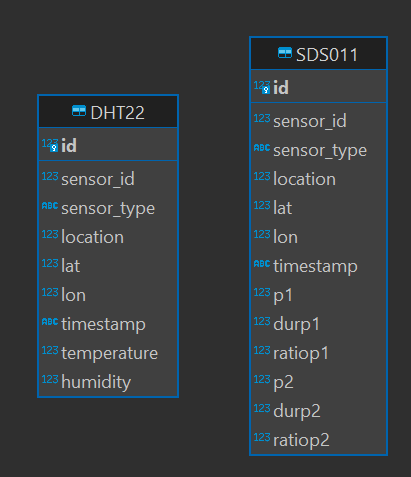 DHT22
123 id
123 sensor_id
ABC sensor_type
123 location
123 lat
123 lon
ABC timestamp
123 temperature
123 humidity
SDS011
123 id
123 sensor_id
ABC sensor_type
123 location
123 lat
123 lon
ABC timestamp
123 p1
123 durp1
123 ratiop1
123 p2
123 durp2
123 ratiop2